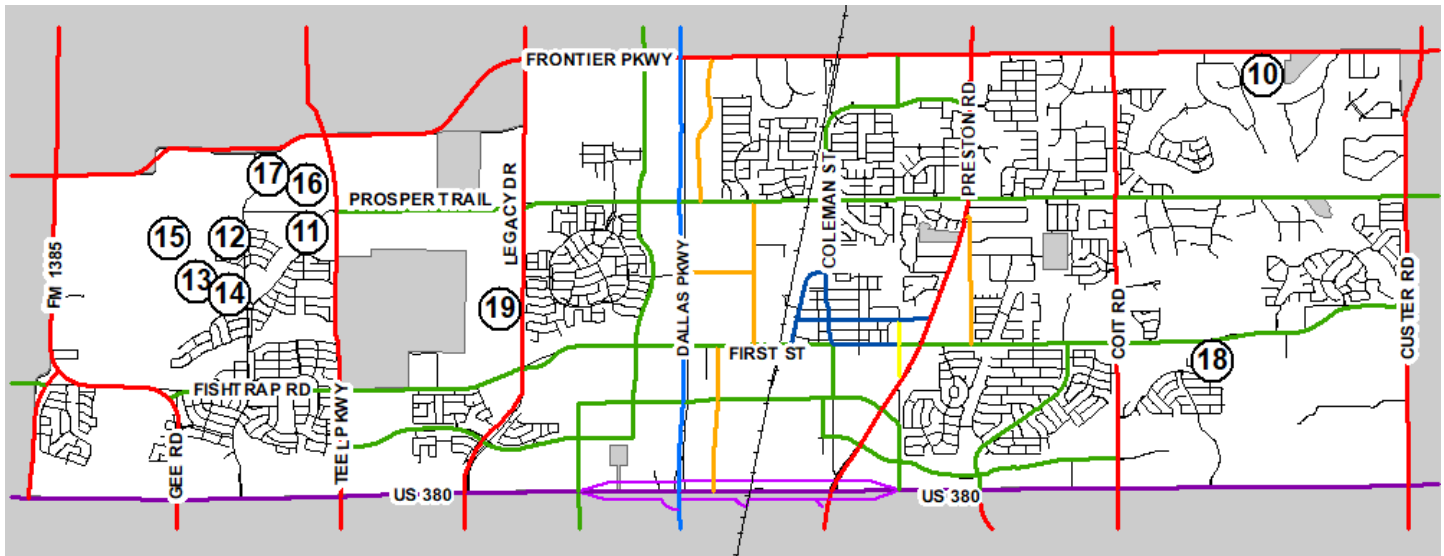 FRONTIER PKWY
10
17
16
PROSPER TRAIL
LEGACY DR
COLEMAN ST
PRESTON RD
15
12
11
13
14
FM 1385
19
DALLAS PKWY
FIRST ST
COIT RD
CUSTER RD
18
FISHTRAP RD
GEE RD
TEEL PKWY
US 380
US 380